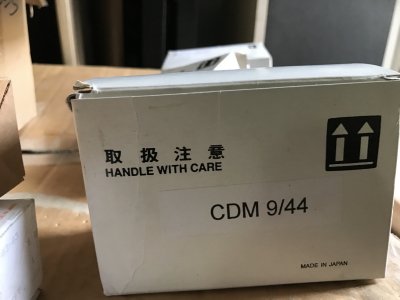 取扱注意
HANDLE WITH CARE
CDM 9/44
MADE IN JAPAN